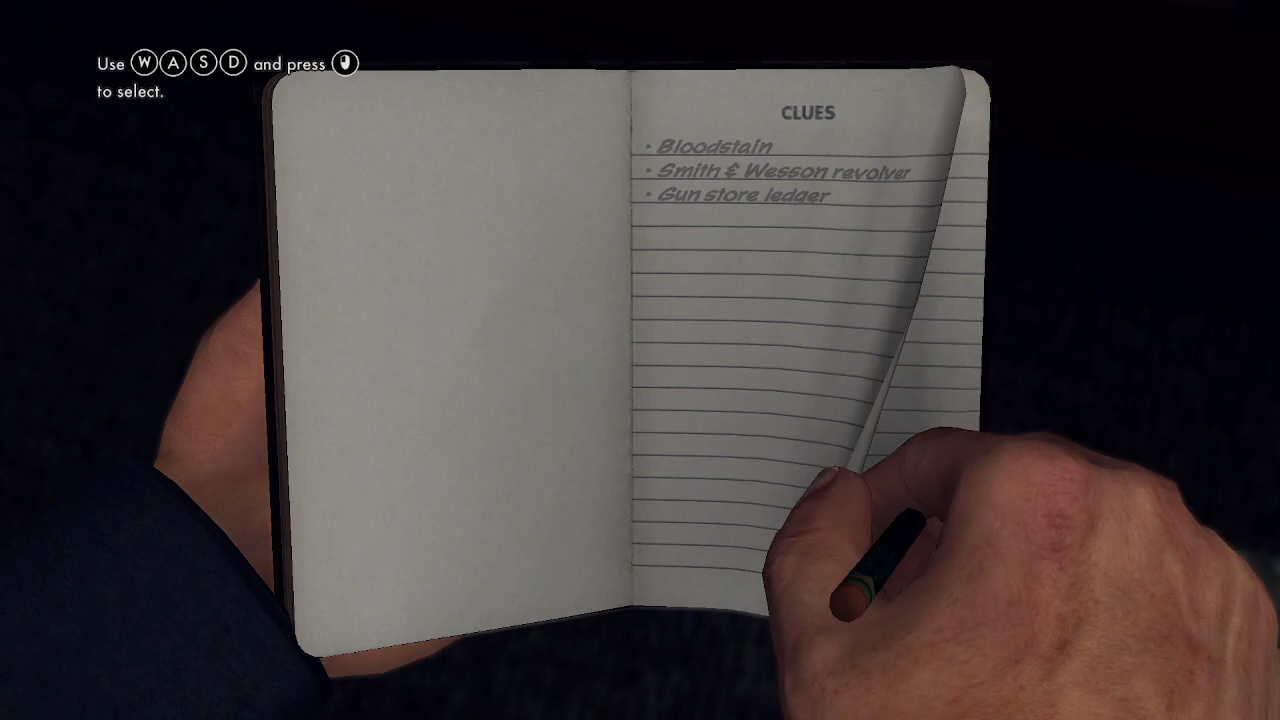 Use W A S D and press
to select.
CLUES
• Bloodstain
• Smith & Wesson revolver
• Gun store ledger